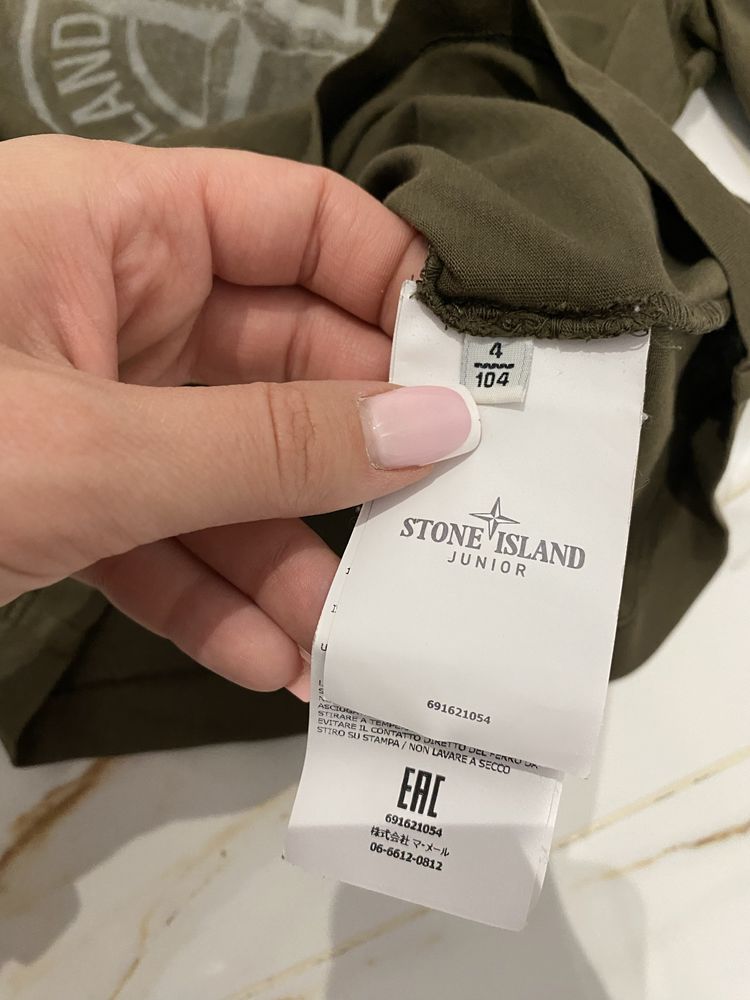 LAND
4
104
STONE ISLAND
JUNIOR
691621054
STIRARE A TEMPE
EVITARE IL CONTATTO DIRETTO DEL FERRO DA
STIRO SU STAMPA / NON LAVARE A SECCO
EAC
691621054
株式会社 マ・メール
06-6612-0812